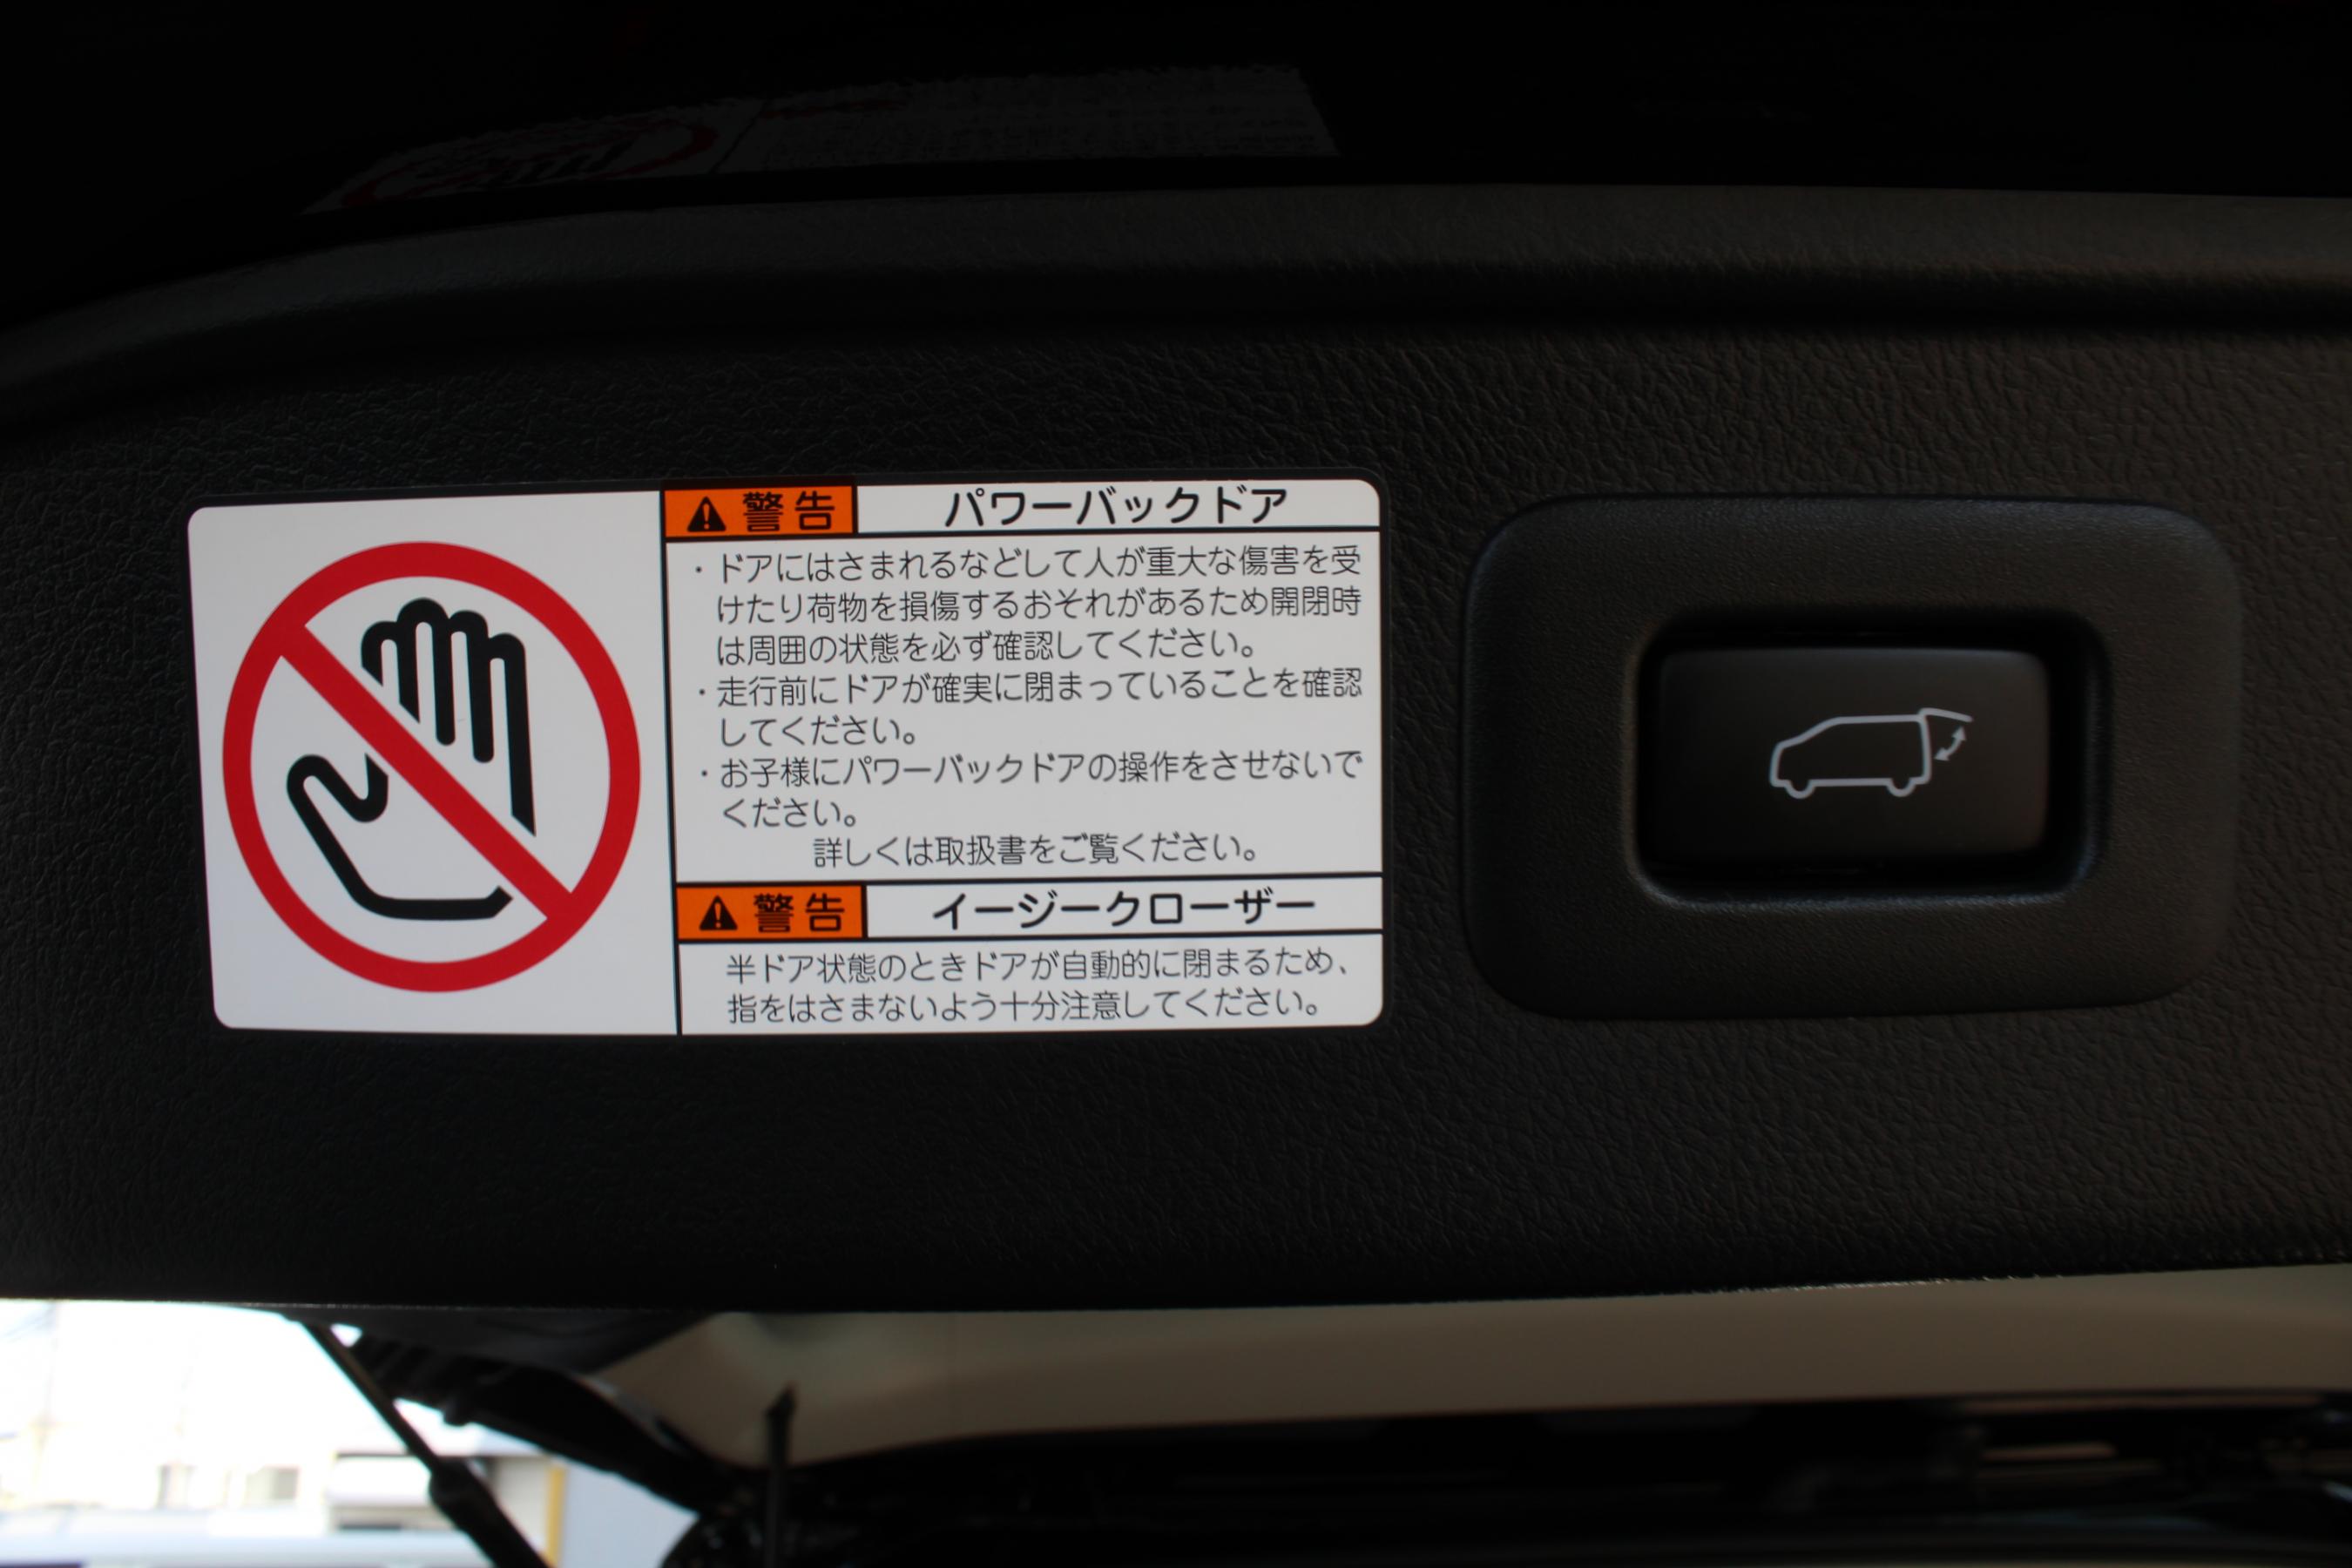 警告 パワーバックドア
・ドアにはさまれるなどして人が重大な傷害を受
けたり荷物を損傷するおそれがあるため開閉時
は周囲の状態を必ず確認してください。
・走行前にドアが確実に閉まっていることを確認
してください。
・お子様にパワーバックドアの操作をさせないで
ください。
詳しくは取扱書をご覧ください。
警告 イージークローザー
半ドア状態のときドアが自動的に閉まるため、
指をはさまないよう十分注意してください。